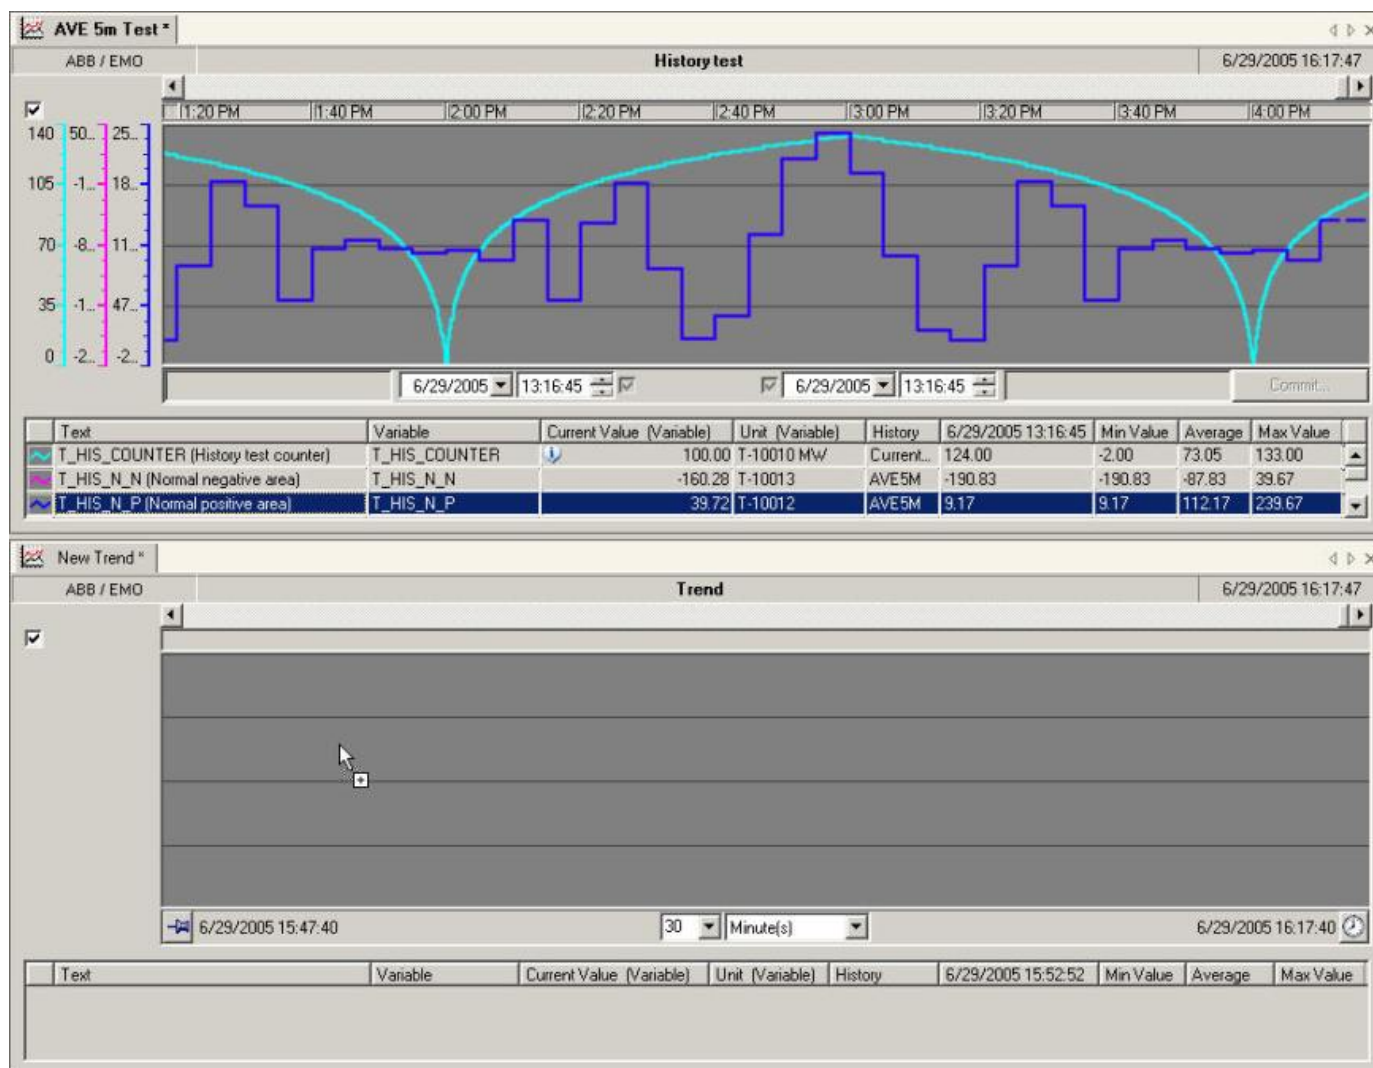 AVE 5m Test *
ABB / EMO History test 6/29/2005 16:17:47
1:20 PM 1:40 PM 2:00 PM 2:20 PM 2:40 PM 3:00 PM 3:20 PM 3:40 PM 4:00 PM
140 50... 25...
105 -1... 18...
70 -8... 11...
35 -1... 47...
0 -2... -2...
6/29/2005 13:16:45 6/29/2005 13:16:45 Commit...
Text Variable Current Value (Variable) Unit (Variable) History 6/29/2005 13:16:45 Min Value Average Max Value
T_HIS_COUNTER (History test counter) T_HIS_COUNTER 100.00 T-10010 MW Current... 124.00 -2.00 73.05 133.00
T_HIS_N_N (Normal negative area) T_HIS_N_N -160.28 T-10013 AVE5M -190.83 -190.83 -87.83 39.67
T_HIS_N_P (Normal positive area) T_HIS_N_P 39.72 T-10012 AVE5M 9.17 9.17 112.17 239.67
New Trend *
ABB / EMO Trend 6/29/2005 16:17:47
6/29/2005 15:47:40 30 Minute(s) 6/29/2005 16:17:40
Text Variable Current Value (Variable) Unit (Variable) History 6/29/2005 15:52:52 Min Value Average Max Value